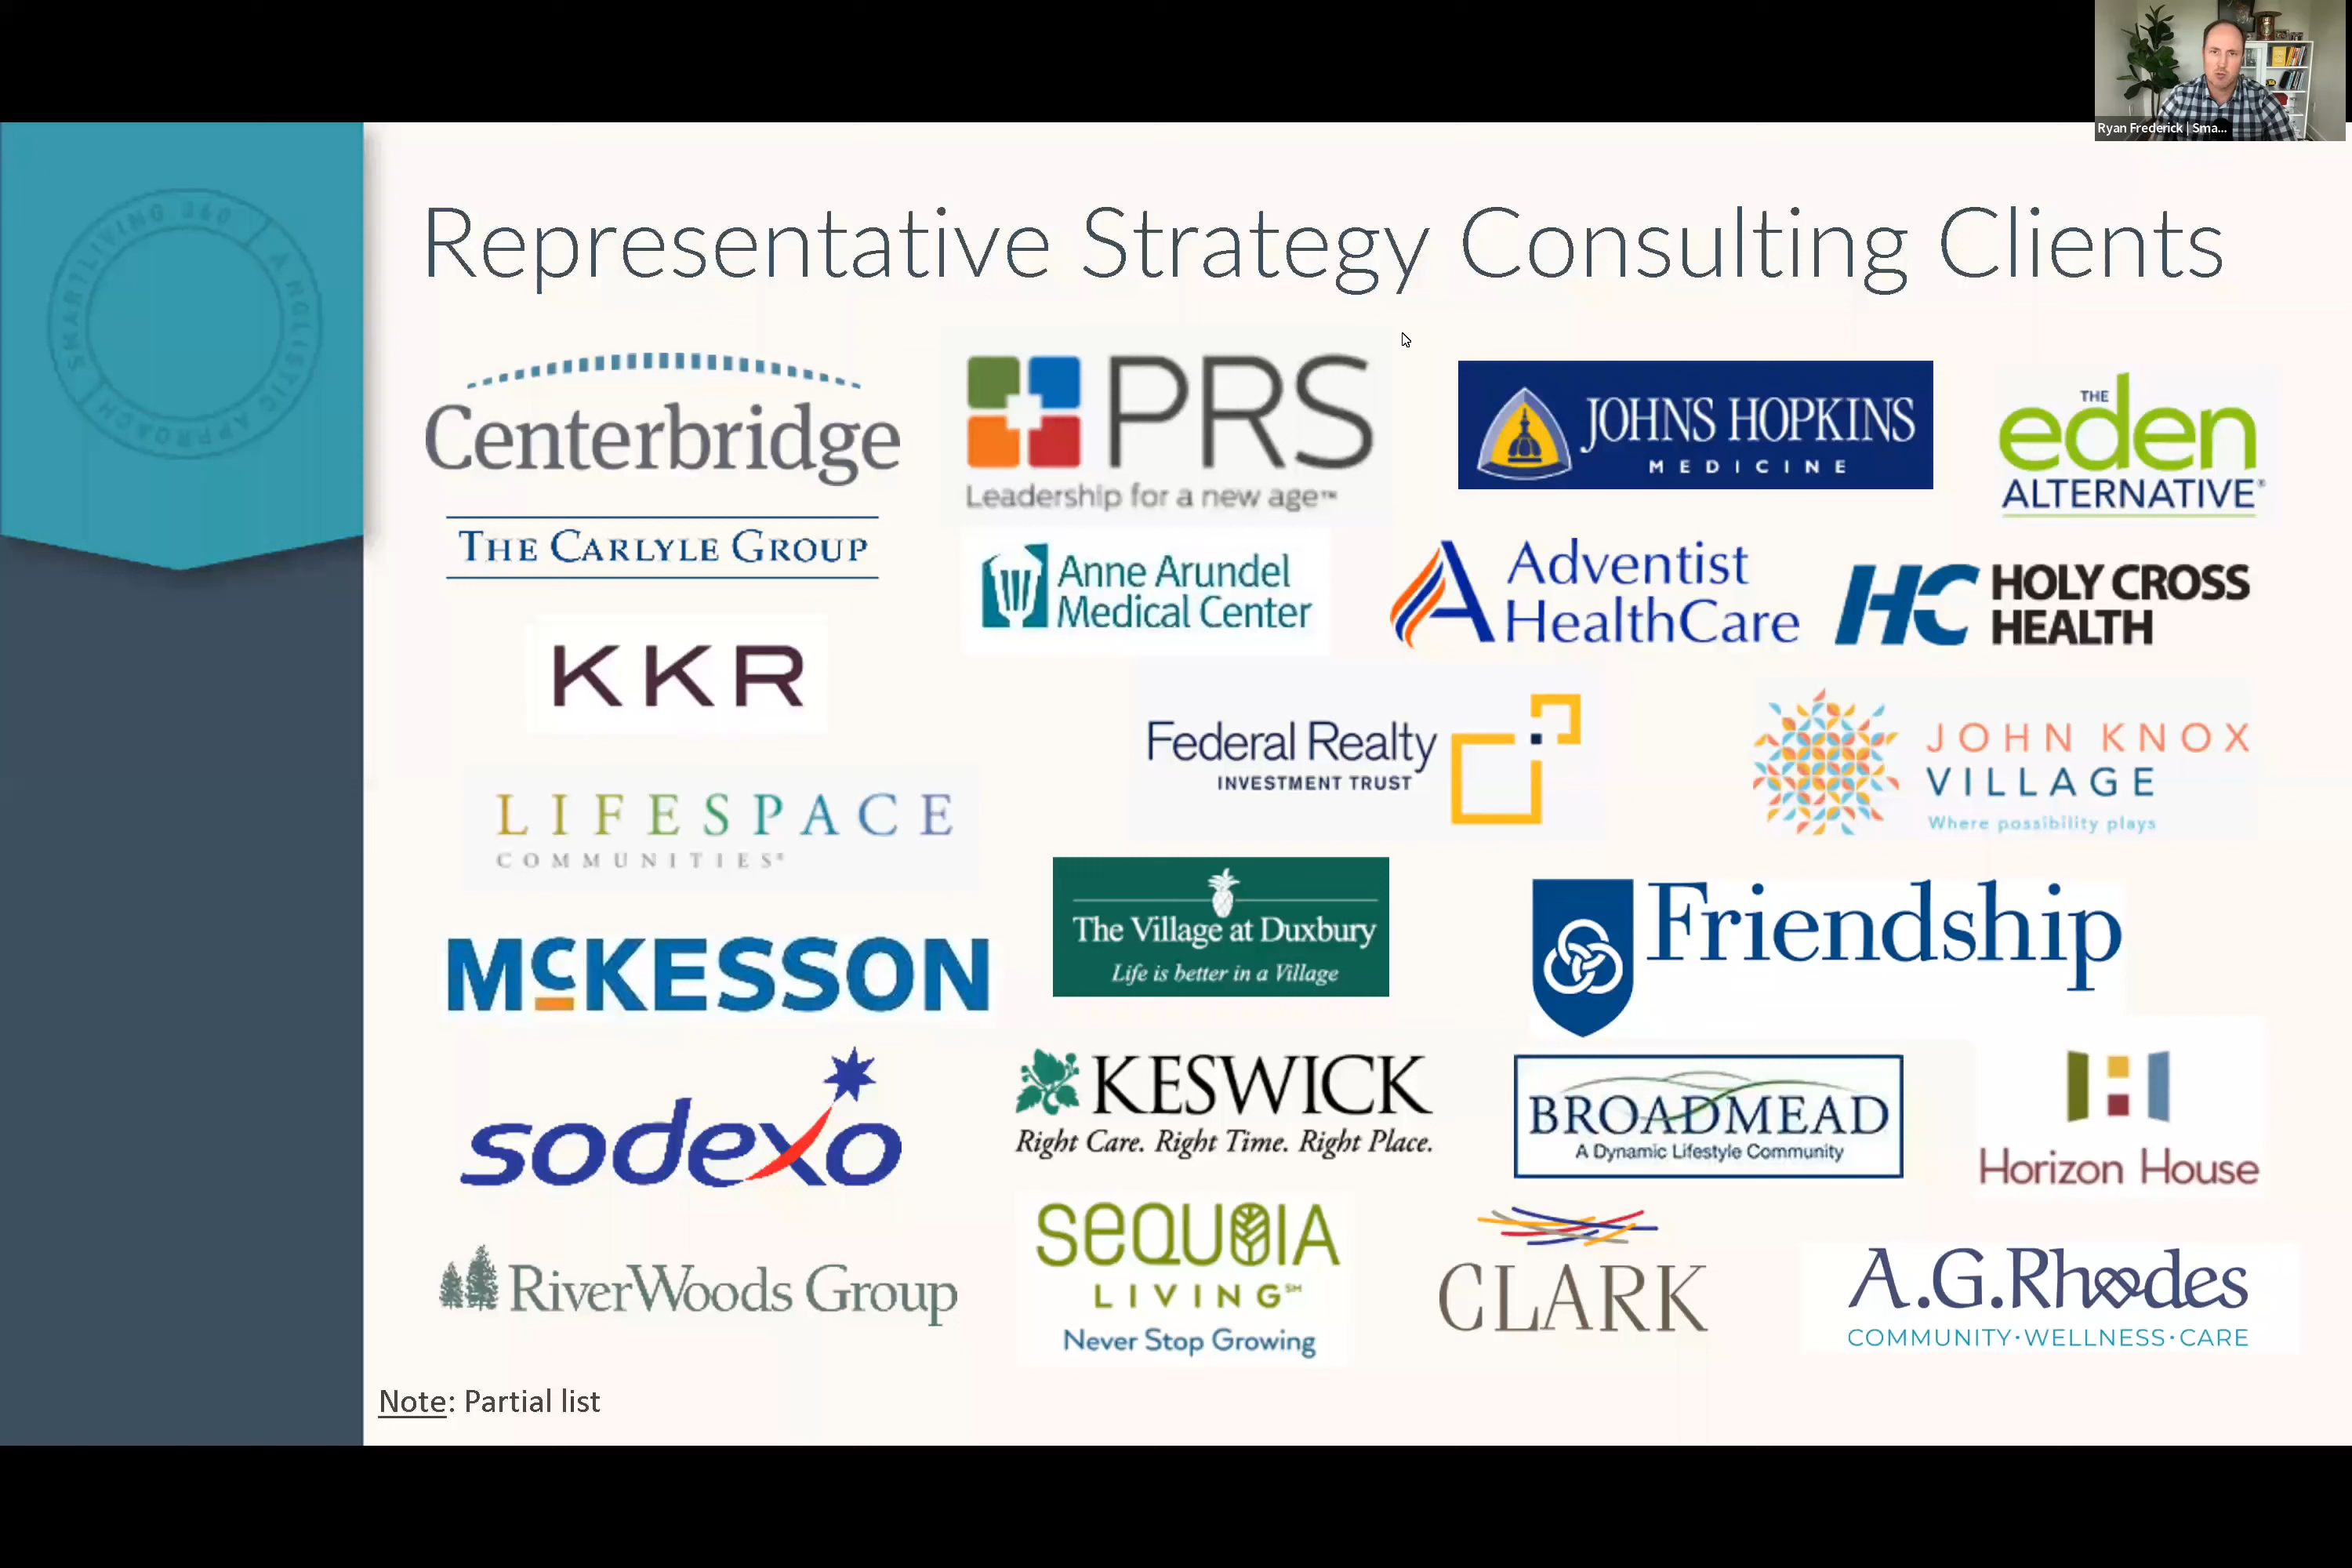 Ryan Frederick | Sma...
SMARTLIVING 360 | A HOLISTIC APPROACH |
Representative Strategy Consulting Clients
Centerbridge
PRS
Leadership for a new age™
JOHNS HOPKINS
MEDICINE
THE
eden
ALTERNATIVE®
THE CARLYLE GROUP
Anne Arundel
Medical Center
Adventist
HealthCare
HC HOLY CROSS
HEALTH
KKR
Federal Realty
INVESTMENT TRUST
JOHN KNOX
VILLAGE
Where possibility plays
LIFESPACE
COMMUNITIES®
The Village at Duxbury
Life is better in a Village
Friendship
McKESSON
sodexo
KESWICK
Right Care. Right Time. Right Place.
BROADMEAD
A Dynamic Lifestyle Community
Horizon House
RiverWoods Group
SEQUOIA
LIVING℠
Never Stop Growing
CLARK
A.G.Rhodes
COMMUNITY·WELLNESS·CARE
Note: Partial list